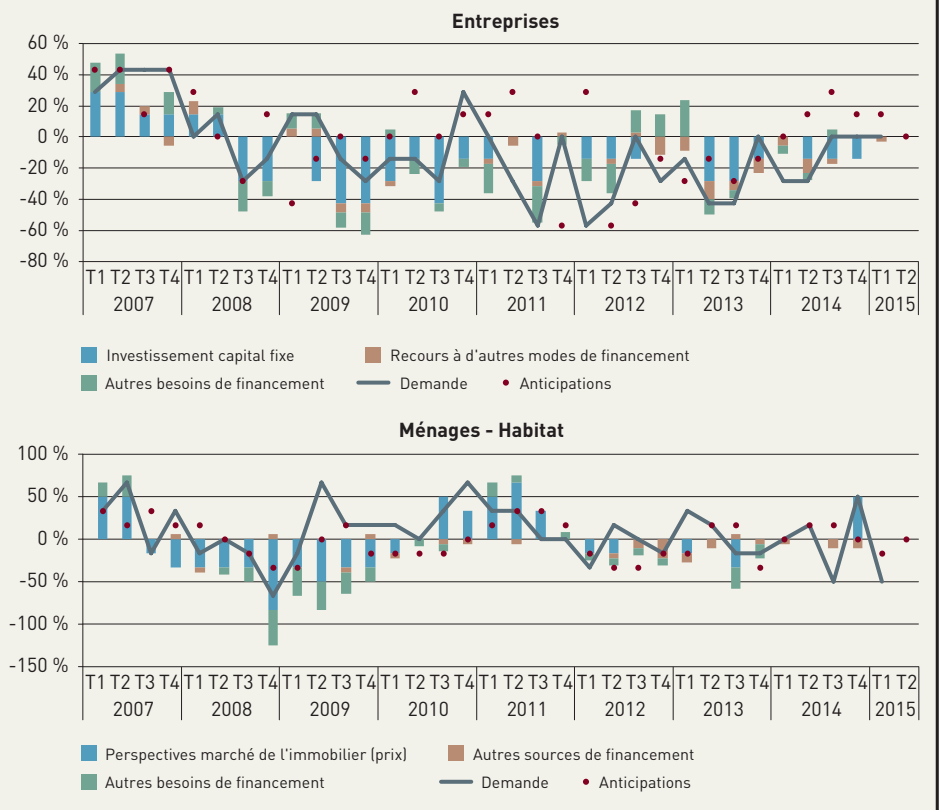 Entreprises
60 %
40 %
20 %
0 %
-20 %
-40 %
-60 %
-80 %
T1 T2 T3 T4 T1 T2 T3 T4 T1 T2 T3 T4 T1 T2 T3 T4 T1 T2 T3 T4 T1 T2 T3 T4 T1 T2 T3 T4 T1 T2 T3 T4 T1 T2
2007 2008 2009 2010 2011 2012 2013 2014 2015
Investissement capital fixe Recours à d'autres modes de financement
Autres besoins de financement Demande Anticipations
Ménages - Habitat
100 %
50 %
0 %
-50 %
-100 %
-150 %
T1 T2 T3 T4 T1 T2 T3 T4 T1 T2 T3 T4 T1 T2 T3 T4 T1 T2 T3 T4 T1 T2 T3 T4 T1 T2 T3 T4 T1 T2 T3 T4 T1 T2
2007 2008 2009 2010 2011 2012 2013 2014 2015
Perspectives marché de l'immobilier (prix) Autres sources de financement
Autres besoins de financement Demande Anticipations